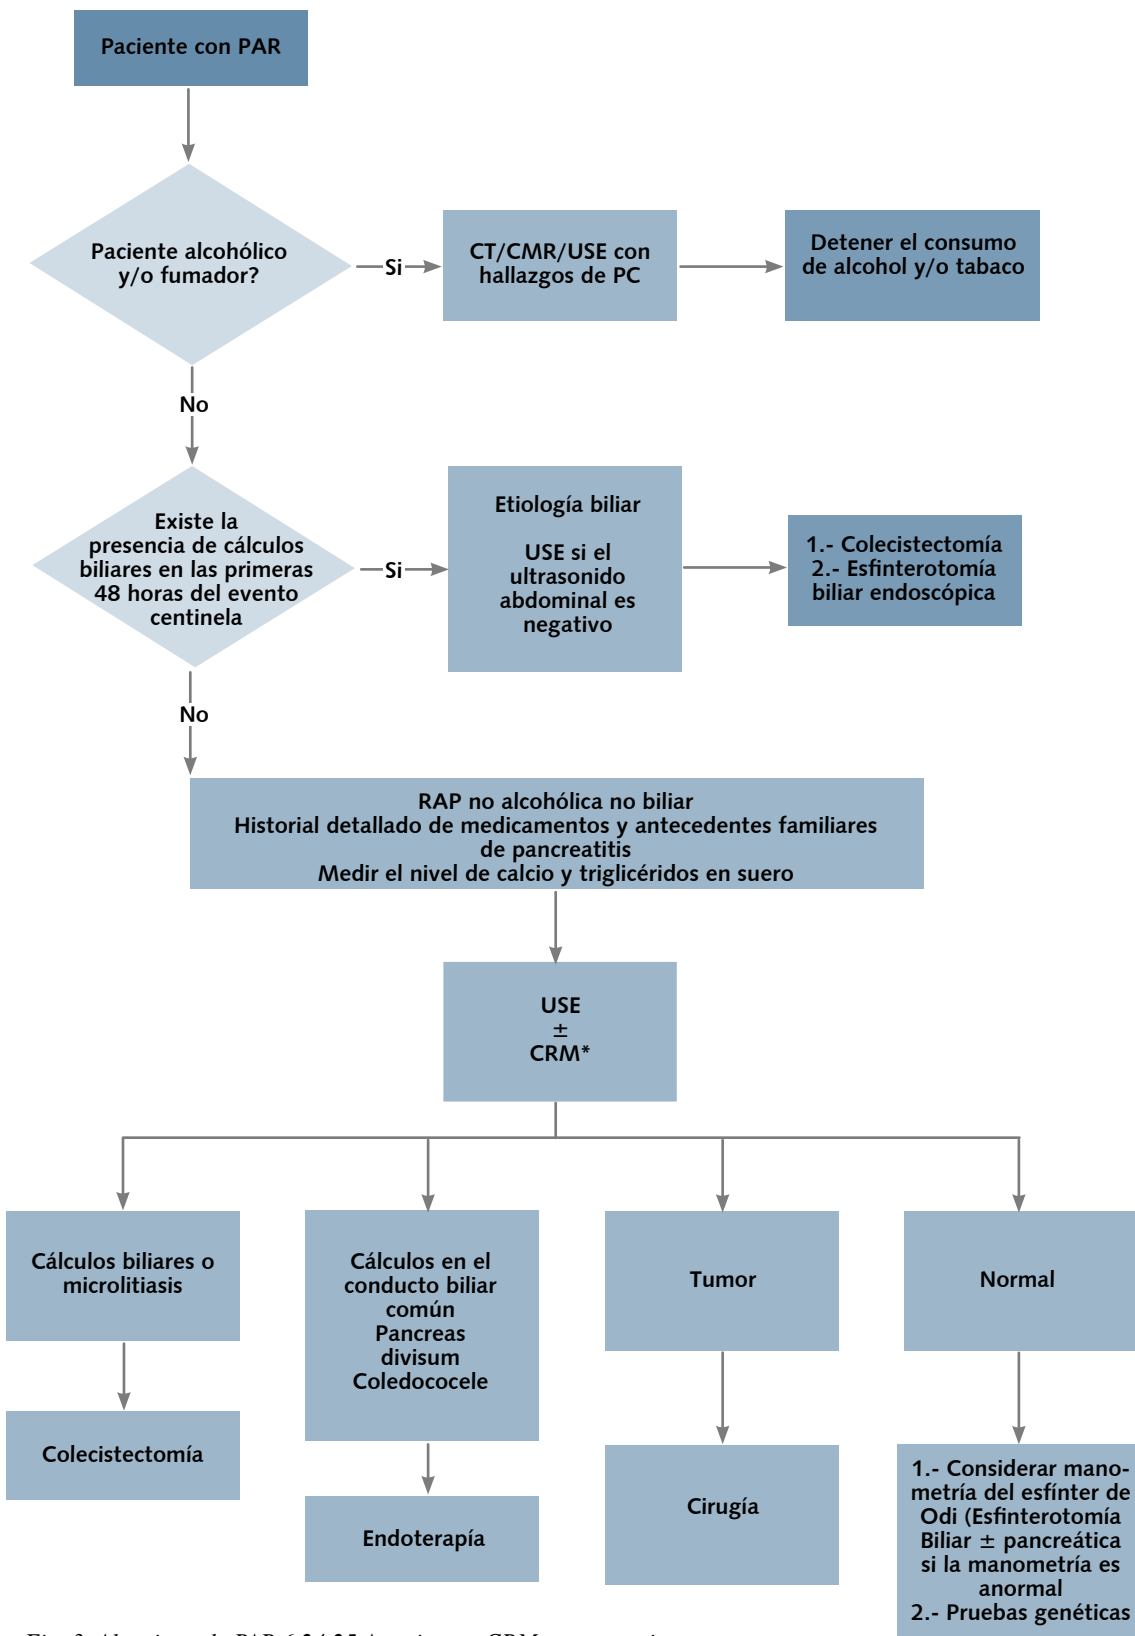 Paciente con PAR
Paciente alcohólico
y/o fumador?
Si
CT/CMR/USE con
hallazgos de PC
Detener el consumo
de alcohol y/o tabaco
No
Existe la
presencia de cálculos
biliares en las primeras
48 horas del evento
centinela
Si
Etiología biliar
USE si el
ultrasonido
abdominal es
negativo
1.- Colecistectomía
2.- Esfinterotomía
biliar endoscópica
No
RAP no alcohólica no biliar
Historial detallado de medicamentos y antecedentes familiares
de pancreatitis
Medir el nivel de calcio y triglicéridos en suero
USE
±
CRM*
Cálculos biliares o
microlitiasis
Colecistectomía
Cálculos en el
conducto biliar
común
Pancreas
divisum
Coledococele
Endoterapía
Tumor
Cirugía
Normal
1.- Considerar mano-
metría del esfínter de
Odi (Esfinterotomía
Biliar ± pancreática
si la manometría es
anormal
2.- Pruebas genéticas